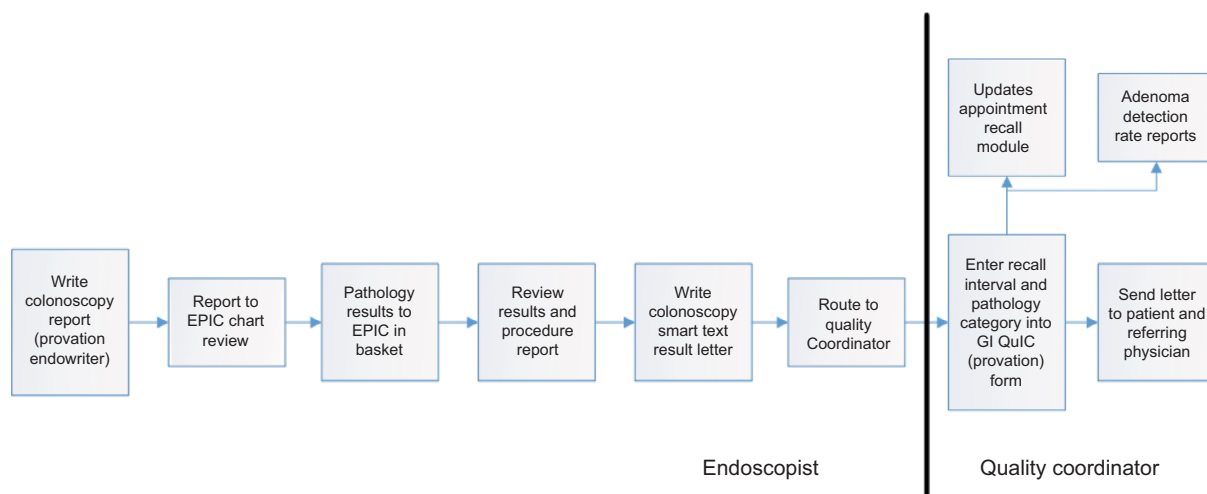 Updates
appointment
recall
module
Adenoma
detection
rate reports
Write
colonoscopy
report
(provation
endowriter)
Report to
EPIC chart
review
Pathology
results to
EPIC in
basket
Review
results and
procedure
report
Write
colonoscopy
smart text
result letter
Route to
quality
Coordinator
Enter recall
interval and
pathology
category into
GI QuIC
(provation)
form
Send letter
to patient and
referring
physician
Endoscopist
Quality coordinator